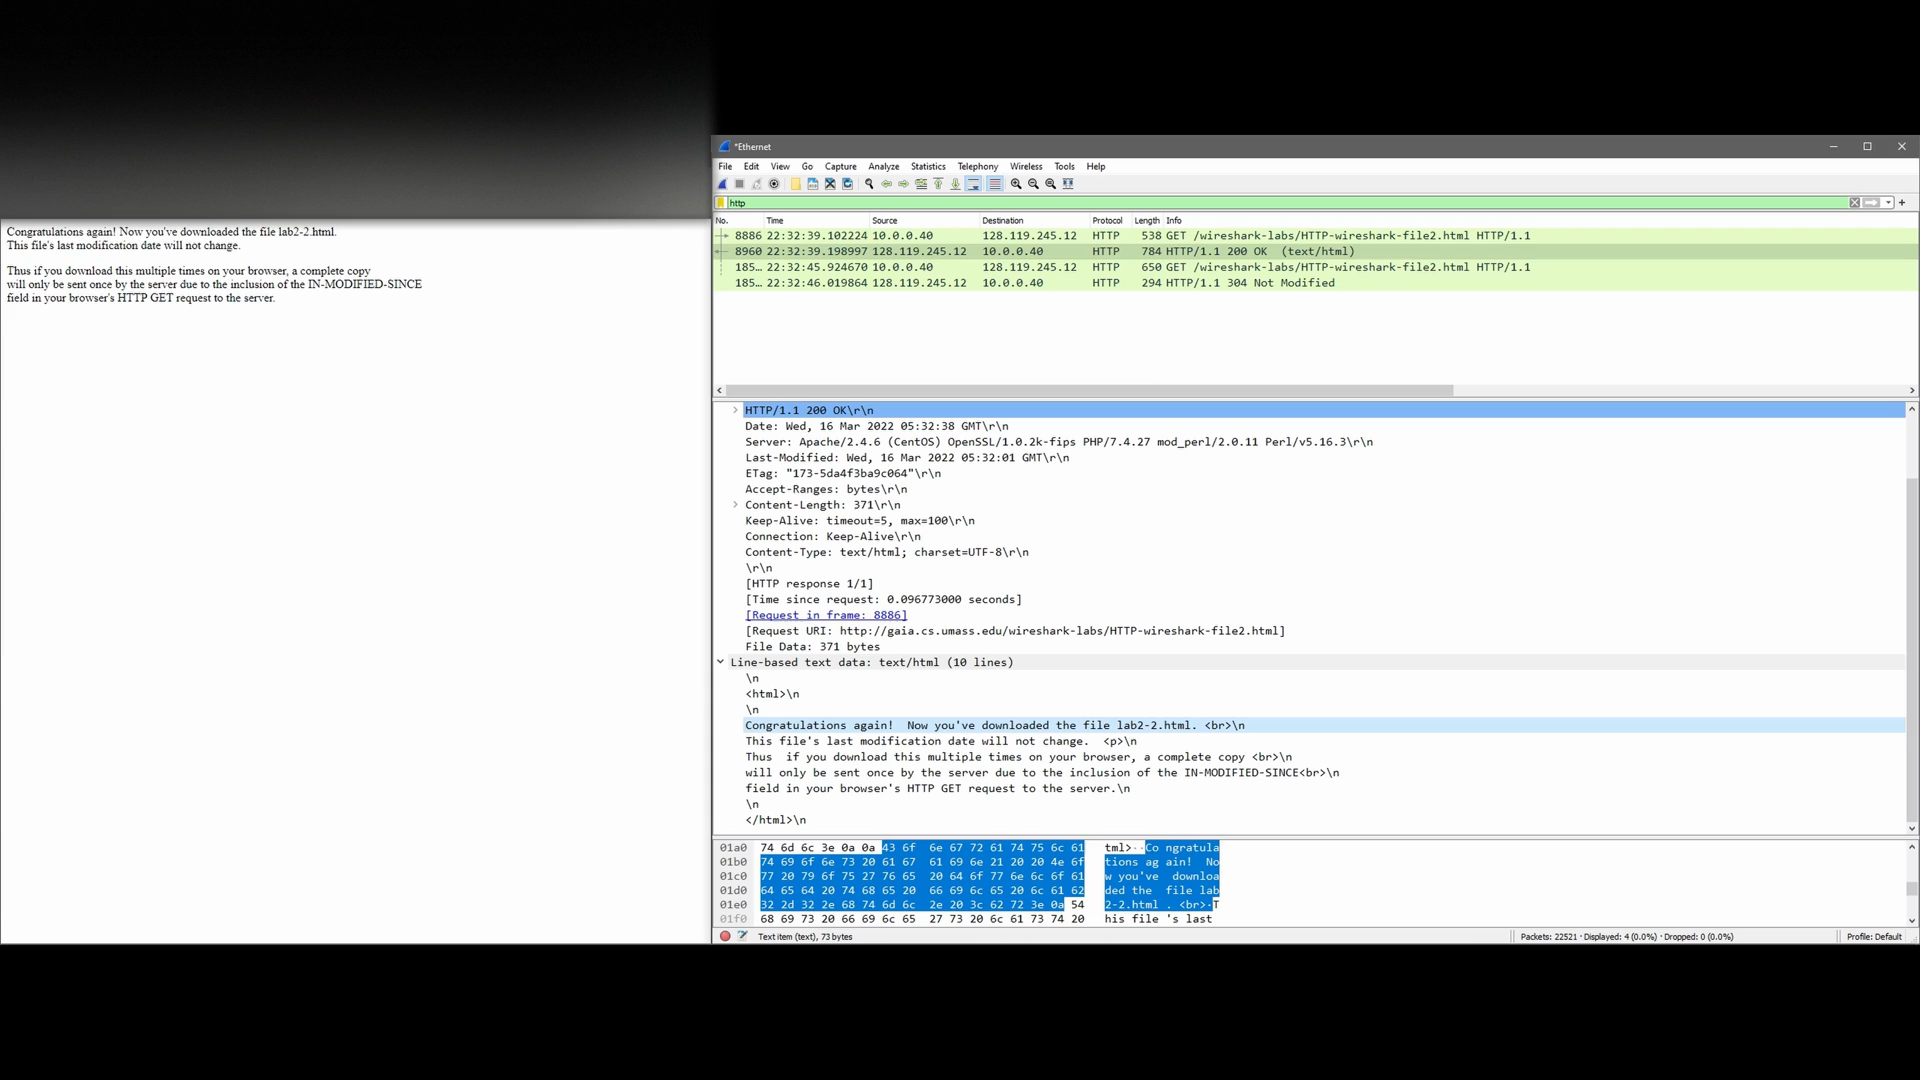 Congratulations again! Now you've downloaded the file lab2-2.html.
This file's last modification date will not change.
Thus if you download this multiple times on your browser, a complete copy
will only be sent once by the server due to the inclusion of the IN-MODIFIED-SINCE
field in your browser's HTTP GET request to the server.
*Ethernet
File Edit View Go Capture Analyze Statistics Telephony Wireless Tools Help
http
No. Time Source Destination Protocol Length Info
8886 22:32:39.102224 10.0.0.40 128.119.245.12 HTTP 538 GET /wireshark-labs/HTTP-wireshark-file2.html HTTP/1.1
8960 22:32:39.198997 128.119.245.12 10.0.0.40 HTTP 784 HTTP/1.1 200 OK  (text/html)
185… 22:32:45.924670 10.0.0.40 128.119.245.12 HTTP 650 GET /wireshark-labs/HTTP-wireshark-file2.html HTTP/1.1
185… 22:32:46.019864 128.119.245.12 10.0.0.40 HTTP 294 HTTP/1.1 304 Not Modified
HTTP/1.1 200 OK\r\n
Date: Wed, 16 Mar 2022 05:32:38 GMT\r\n
Server: Apache/2.4.6 (CentOS) OpenSSL/1.0.2k-fips PHP/7.4.27 mod_perl/2.0.11 Perl/v5.16.3\r\n
Last-Modified: Wed, 16 Mar 2022 05:32:01 GMT\r\n
ETag: "173-5da4f3ba9c064"\r\n
Accept-Ranges: bytes\r\n
Content-Length: 371\r\n
Keep-Alive: timeout=5, max=100\r\n
Connection: Keep-Alive\r\n
Content-Type: text/html; charset=UTF-8\r\n
\r\n
[HTTP response 1/1]
[Time since request: 0.096773000 seconds]
[Request in frame: 8886]
[Request URI: http://gaia.cs.umass.edu/wireshark-labs/HTTP-wireshark-file2.html]
File Data: 371 bytes
Line-based text data: text/html (10 lines)
\n
<html>\n
\n
Congratulations again!  Now you've downloaded the file lab2-2.html. <br>\n
This file's last modification date will not change.  <p>\n
Thus  if you download this multiple times on your browser, a complete copy <br>\n
will only be sent once by the server due to the inclusion of the IN-MODIFIED-SINCE<br>\n
field in your browser's HTTP GET request to the server.\n
\n
</html>\n
01a0 74 6d 6c 3e 0a 0a 43 6f 6e 67 72 61 74 75 6c 61 tml>··Co ngratula
01b0 74 69 6f 6e 73 20 61 67 61 69 6e 21 20 20 4e 6f tions ag ain!  No
01c0 77 20 79 6f 75 27 76 65 20 64 6f 77 6e 6c 6f 61 w you've  downloa
01d0 64 65 64 20 74 68 65 20 66 69 6c 65 20 6c 61 62 ded the  file lab
01e0 32 2d 32 2e 68 74 6d 6c 2e 20 3c 62 72 3e 0a 54 2-2.html . <br>·T
01f0 68 69 73 20 66 69 6c 65 27 73 20 6c 61 73 74 20 his file 's last
Text item (text), 73 bytes
Packets: 22521 · Displayed: 4 (0.0%) · Dropped: 0 (0.0%)
Profile: Default